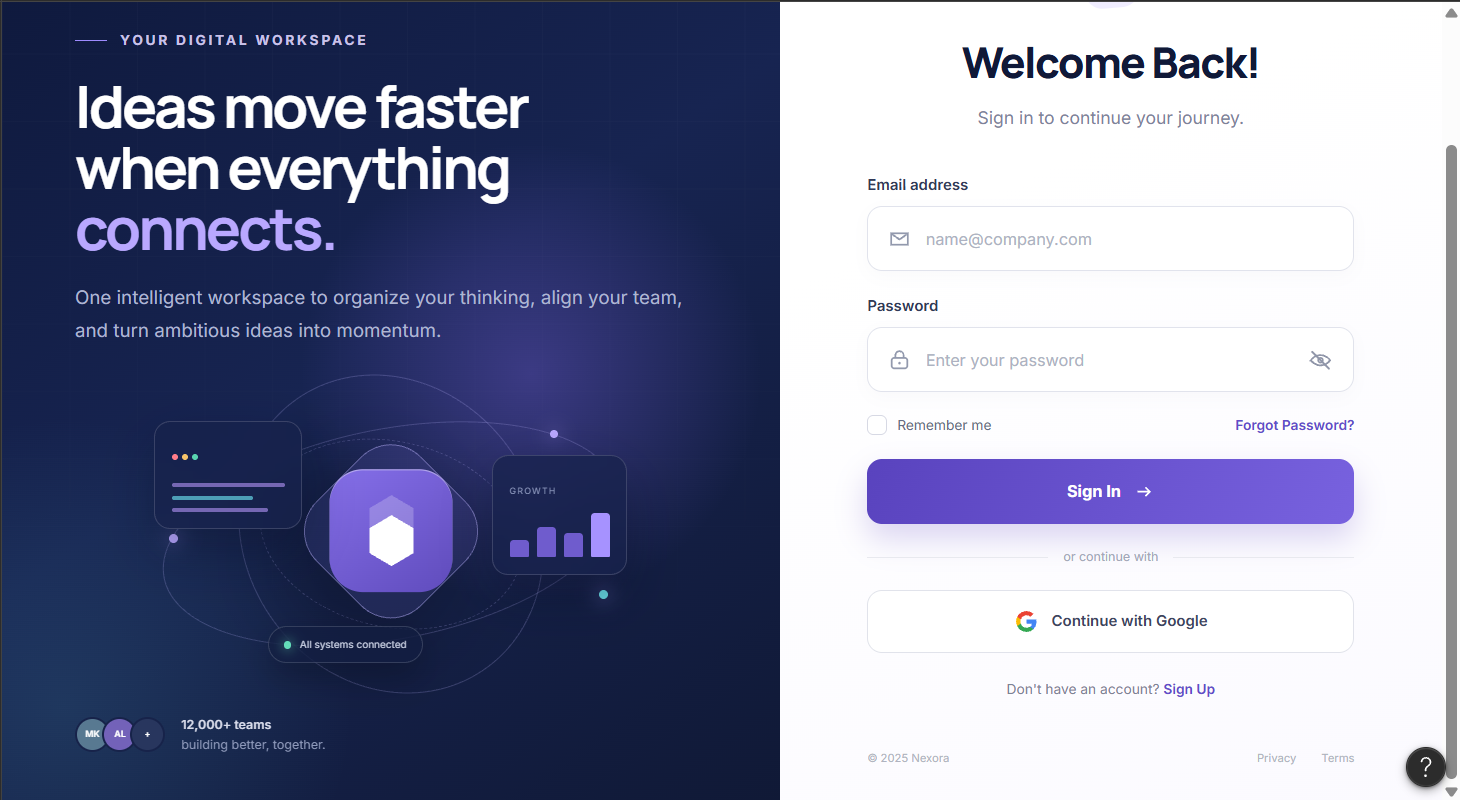 YOUR DIGITAL WORKSPACE
Ideas move faster
when everything
connects.
One intelligent workspace to organize your thinking, align your team,
and turn ambitious ideas into momentum.
GROWTH
All systems connected
MK
AL
+
12,000+ teams
building better, together.
Welcome Back!
Sign in to continue your journey.
Email address
name@company.com
Password
Enter your password
Remember me
Forgot Password?
Sign In →
or continue with
Continue with Google
Don't have an account? Sign Up
© 2025 Nexora
Privacy
Terms
?